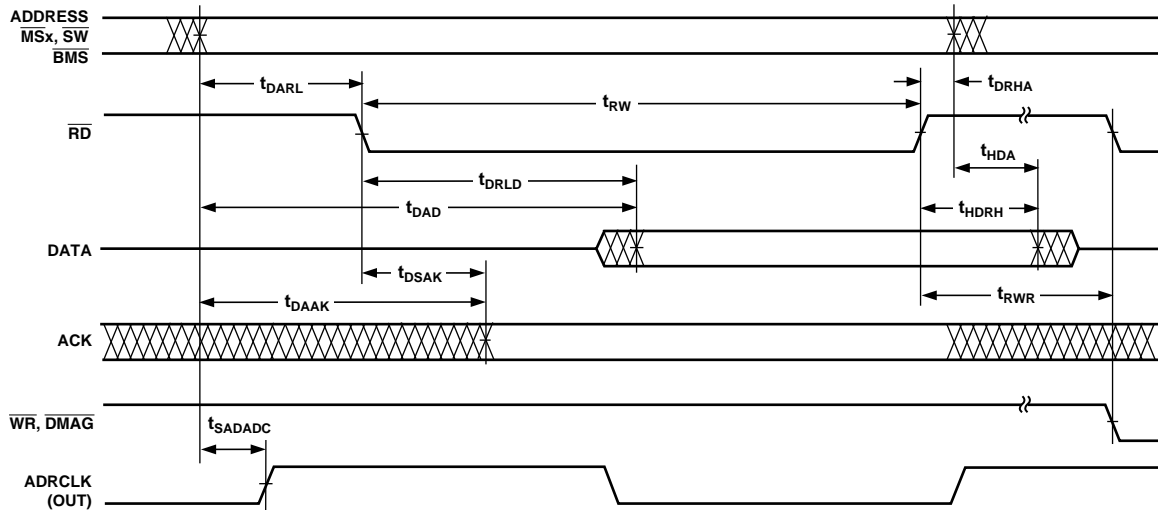 ADDRESS
MSx, SW
BMS
tDARL
tRW
tDRHA
RD
tHDA
tDRLD
tDAD
tHDRH
DATA
tDSAK
tDAAK
tRWR
ACK
WR, DMAG
tSADADC
ADRCLK
(OUT)